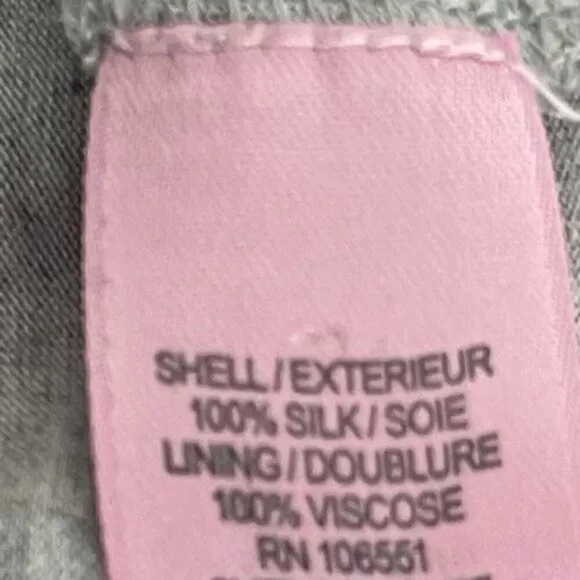 SHELL/EXTERIEUR
100% SILK/SOIE
LINING/DOUBLURE
100% VISCOSE
RN 106551